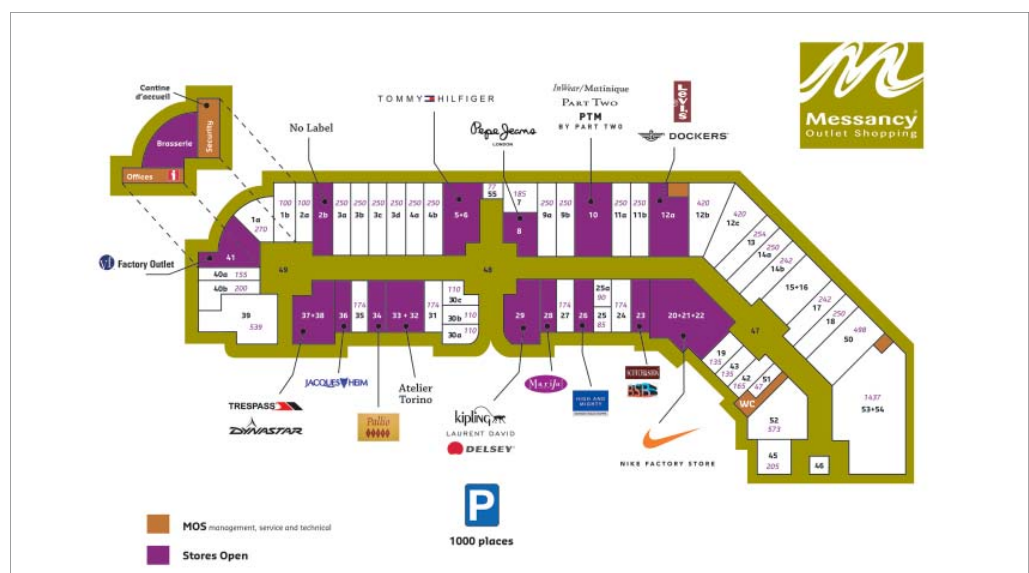 Cantine
d'accueil
Brasserie
Security
Offices
i
No Label
TOMMY HILFIGER
Pepe Jeans
LONDON
InWear/Matinique
PART TWO
PTM
BY PART TWO
LEVI'S
DOCKERS
Messancy
Outlet Shopping
1a
270
100
1b
100
2a
2b
250
3a
250
3b
250
3c
250
3d
250
4a
250
4b
5+6
77
55
185
7
8
250
9a
250
9b
10
250
11a
250
11b
12a
420
12b
420
12c
254
13
250
14a
242
14b
15+16
242
17
250
18
488
50
1437
53+54
Factory Outlet
41
40a 155
40b 200
39
539
49
48
47
37+38
36
174
35
34
33 + 32
174
31
110
30c
30b 110
30a 110
29
28
174
27
26
25a
90
25
85
174
24
23
20+21+22
19
135
43
135
42
165
51
47
WC
52
573
45
205
46
TRESPASS
DYNASTAR
JACQUES HEIM
Pallio
Atelier
Torino
kipling
LAURENT DAVID
DELSEY
Marifa
HIGH AND
MIGHTY
NIKE FACTORY STORE
P
1000 places
MOS management, service and technical
Stores Open